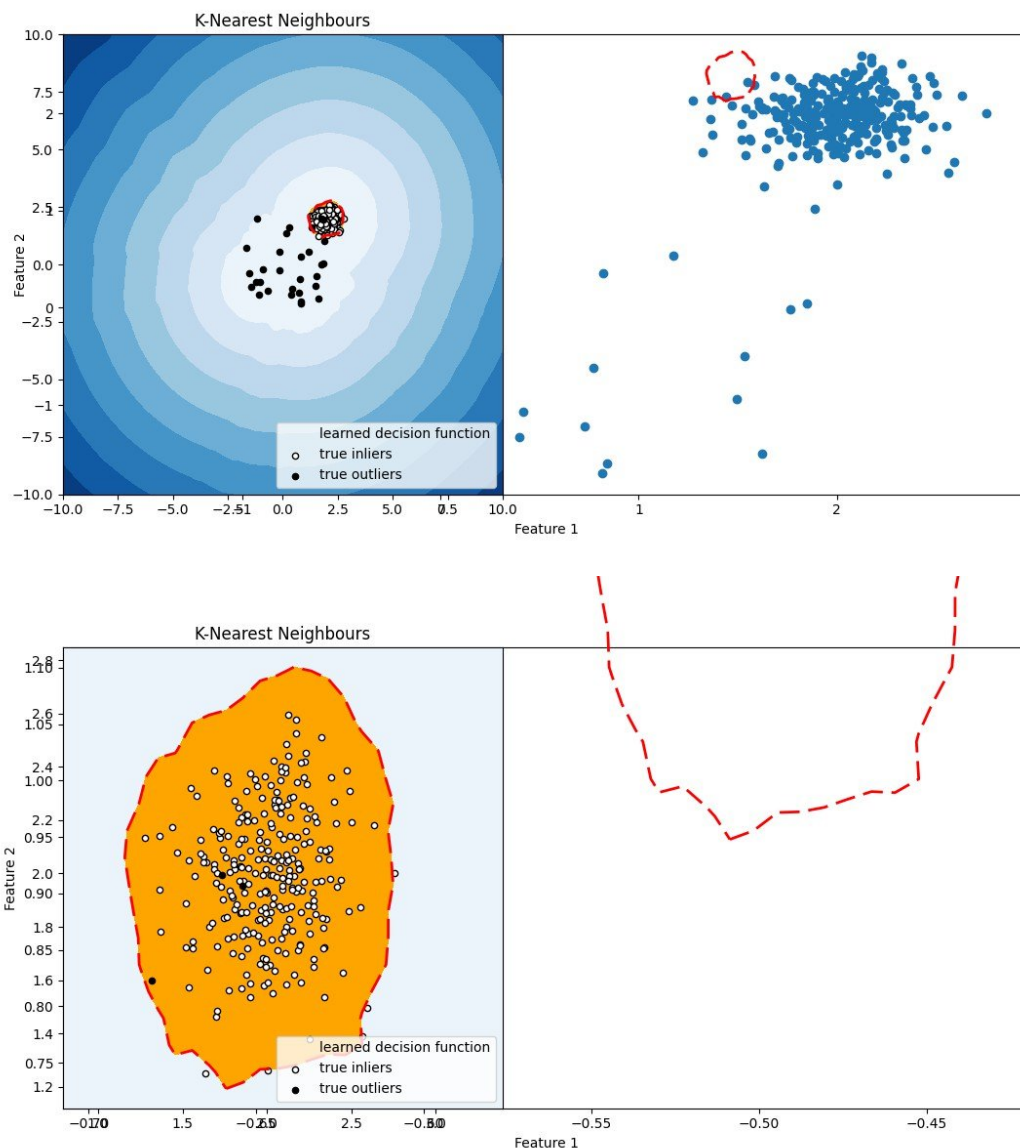 K-Nearest Neighbours
10.0
7.5
2
5.0
2.5
1
0.0
0
−2.5
−5.0
−1
−7.5
−10.0
Feature 2
learned decision function
true inliers
true outliers
−10.0 −7.5 −5.0 −2.5 0.0 2.5 5.0 7.5 10.0 1 2
Feature 1
K-Nearest Neighbours
2.8
1.10
2.6
1.05
2.4
1.00
2.2
0.95
2.0
0.90
1.8
0.85
1.6
0.80
1.4
0.75
1.2
Feature 2
learned decision function
true inliers
true outliers
1.5 2.5 −0.55 −0.50 −0.45
Feature 1